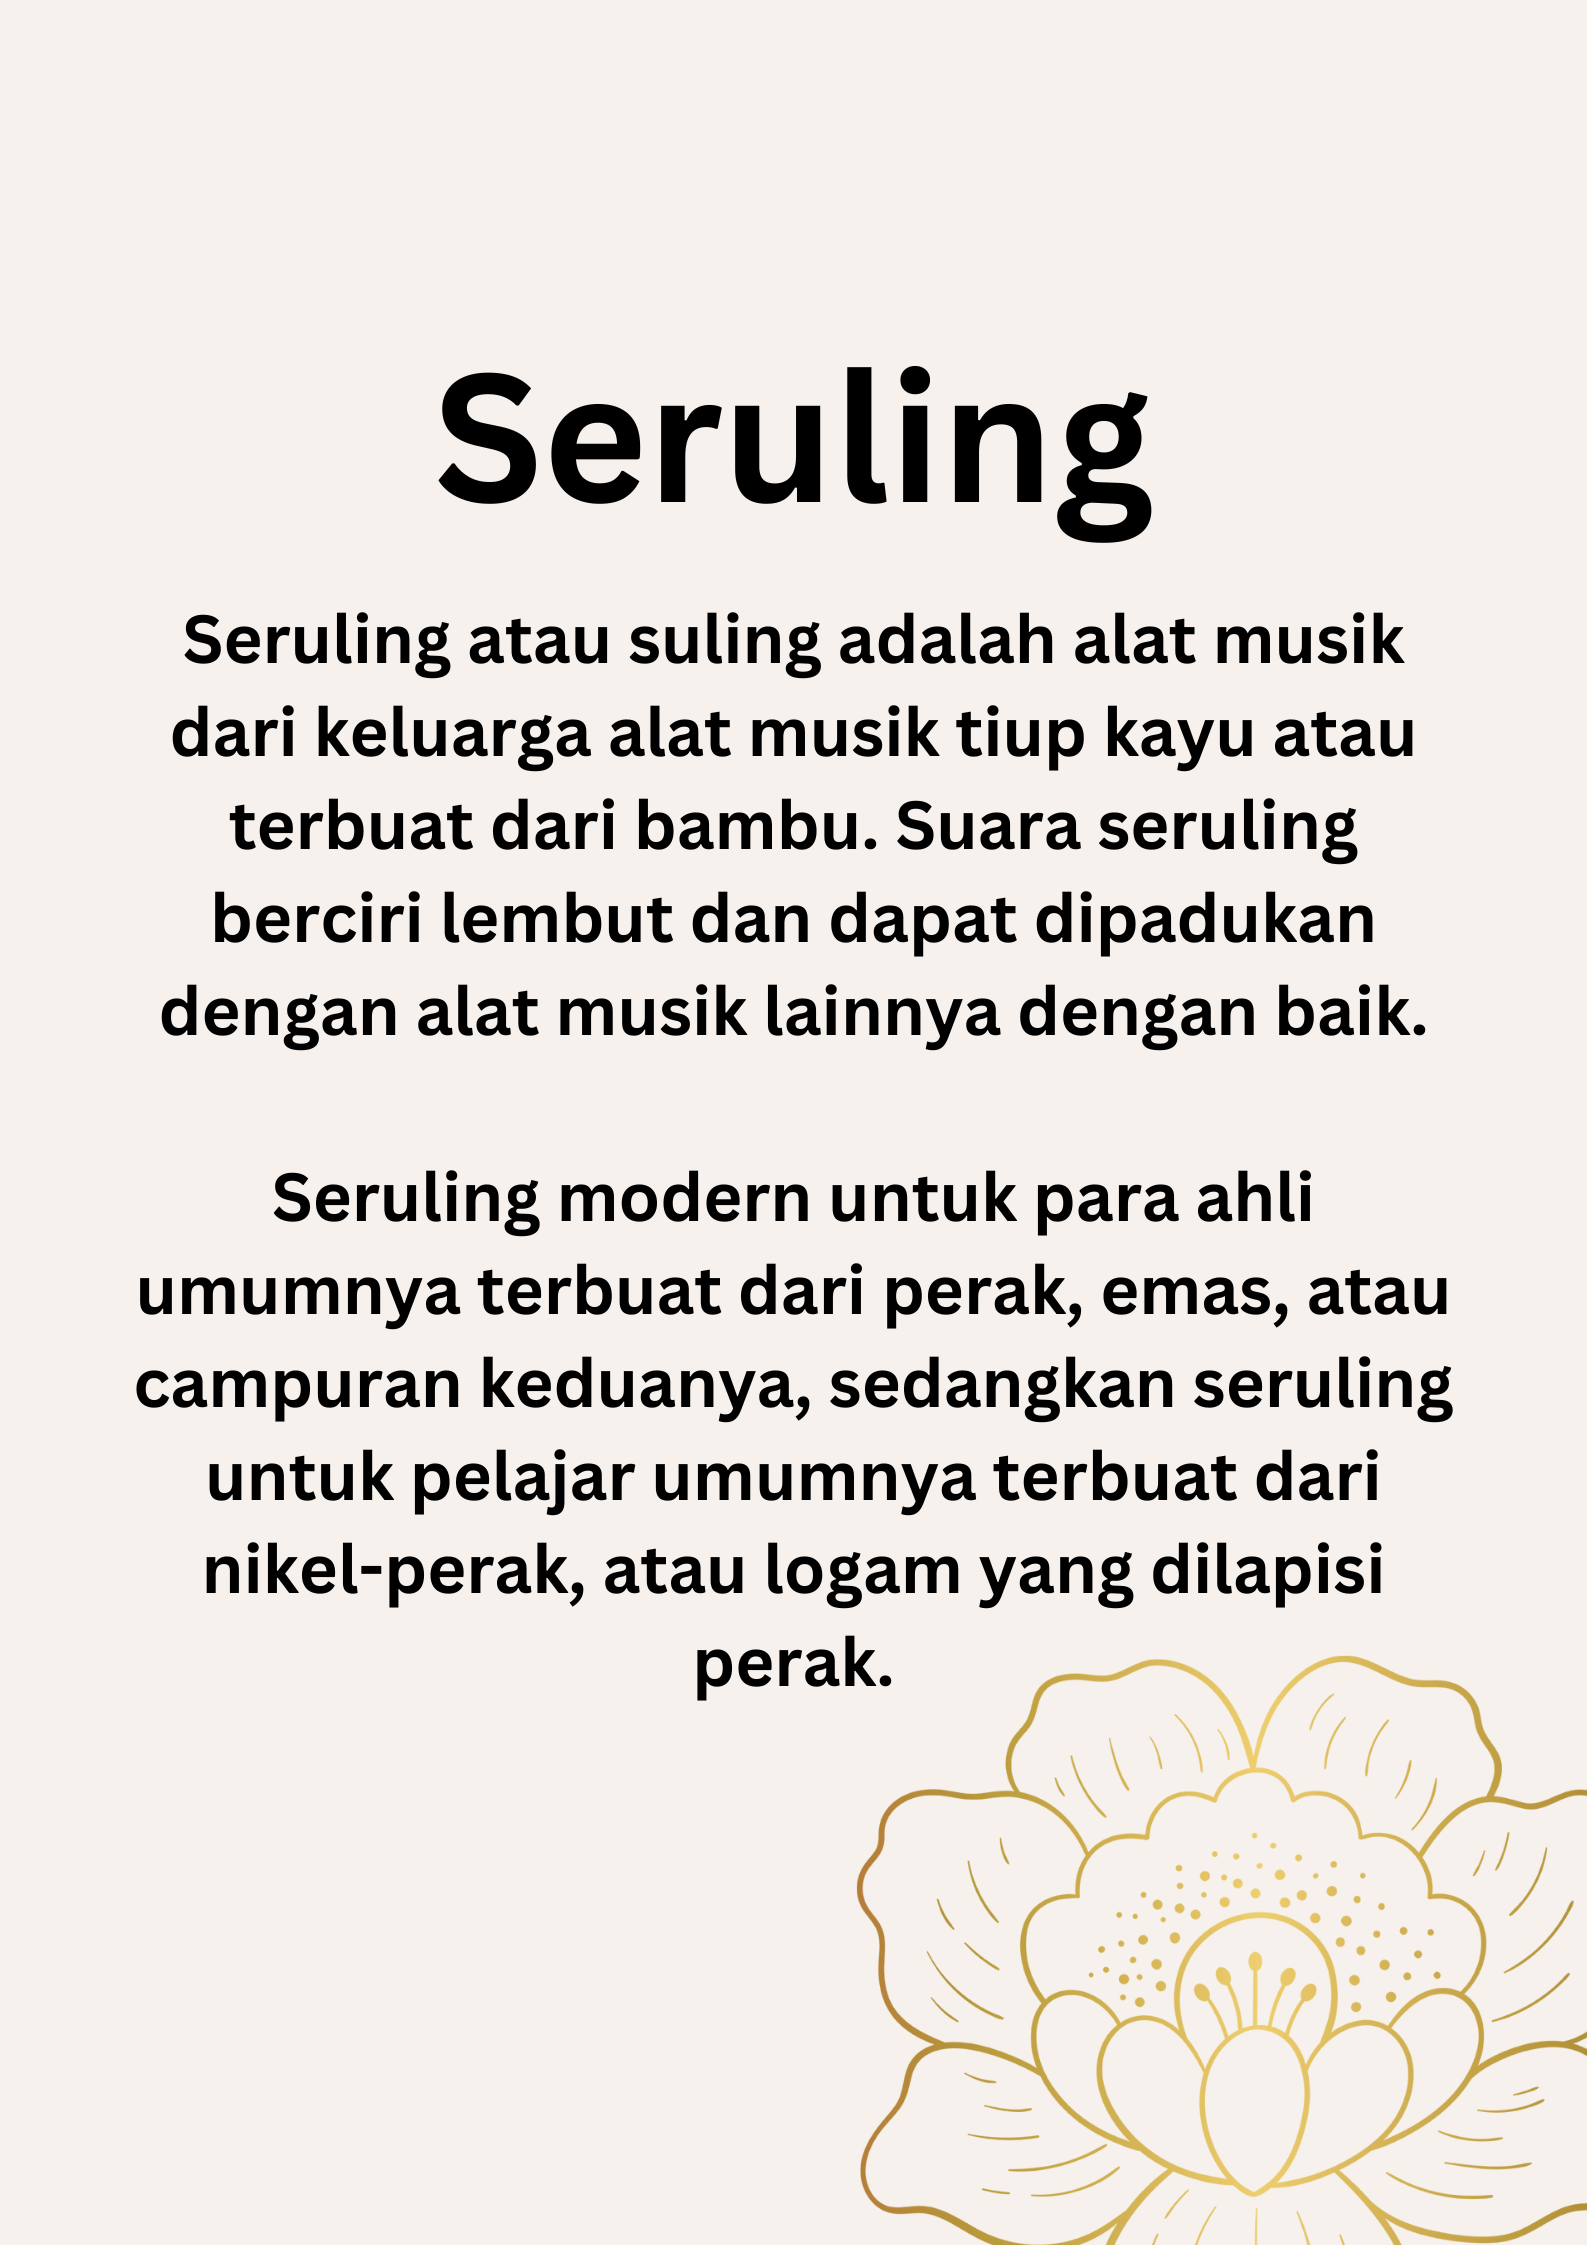 Seruling
Seruling atau suling adalah alat musik
dari keluarga alat musik tiup kayu atau
terbuat dari bambu. Suara seruling
berciri lembut dan dapat dipadukan
dengan alat musik lainnya dengan baik.
Seruling modern untuk para ahli
umumnya terbuat dari perak, emas, atau
campuran keduanya, sedangkan seruling
untuk pelajar umumnya terbuat dari
nikel-perak, atau logam yang dilapisi
perak.